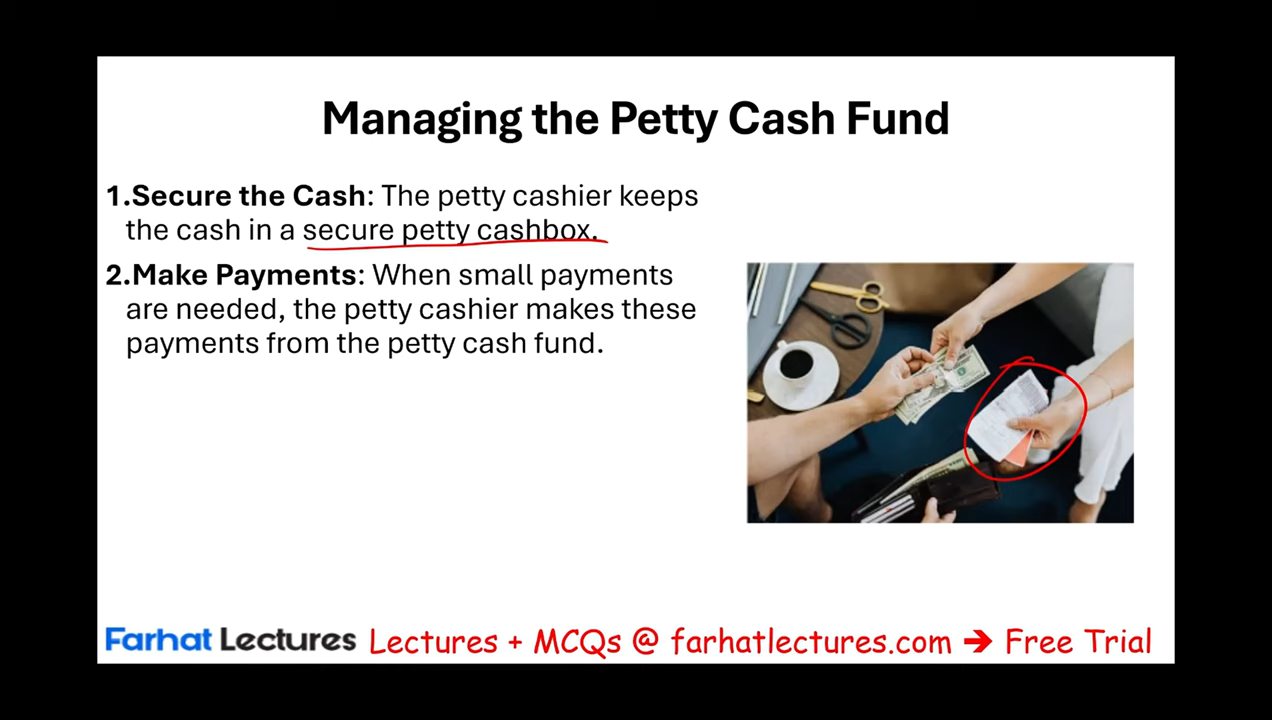 Managing the Petty Cash Fund
1.Secure the Cash: The petty cashier keeps
the cash in a secure petty cashbox.
2.Make Payments: When small payments
are needed, the petty cashier makes these
payments from the petty cash fund.
Farhat Lectures Lectures + MCQs @ farhatlectures.com ➔ Free Trial